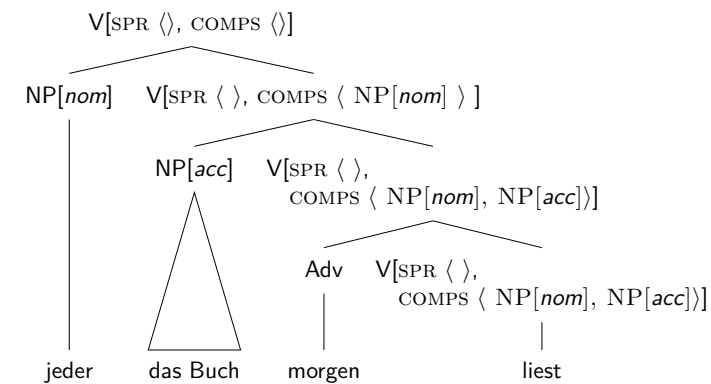 V[SPR ⟨⟩, COMPS ⟨⟩]
NP[nom] V[SPR ⟨ ⟩, COMPS ⟨ NP[nom] ⟩ ]
NP[acc] V[SPR ⟨ ⟩,
COMPS ⟨ NP[nom], NP[acc]⟩]
Adv V[SPR ⟨ ⟩,
COMPS ⟨ NP[nom], NP[acc]⟩]
jeder das Buch morgen liest